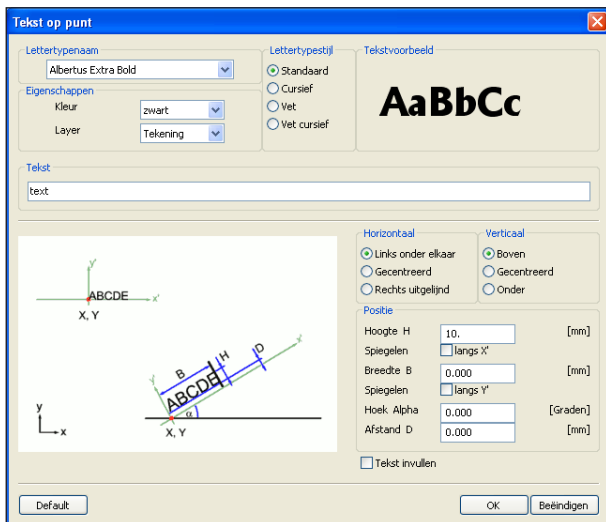 Tekst op punt
Lettertypenaam
Albertus Extra Bold
Lettertypestijl
Standaard
Cursief
Vet
Vet cursief
Tekstvoorbeeld
AaBbCc
Eigenschappen
Kleur zwart
Layer Tekening
Tekst
text
y'
ABCDE x'
X, Y
y
x
B H D
ABCDE
x'
y'
α
X, Y
Horizontaal
Links onder elkaar
Gecentreerd
Rechts uitgelijnd
Verticaal
Boven
Gecentreerd
Onder
Positie
Hoogte H 10. [mm]
Spiegelen langs X'
Breedte B 0.000 [mm]
Spiegelen langs Y'
Hoek Alpha 0.000 [Graden]
Afstand D 0.000 [mm]
Tekst invullen
Default OK Beëindigen